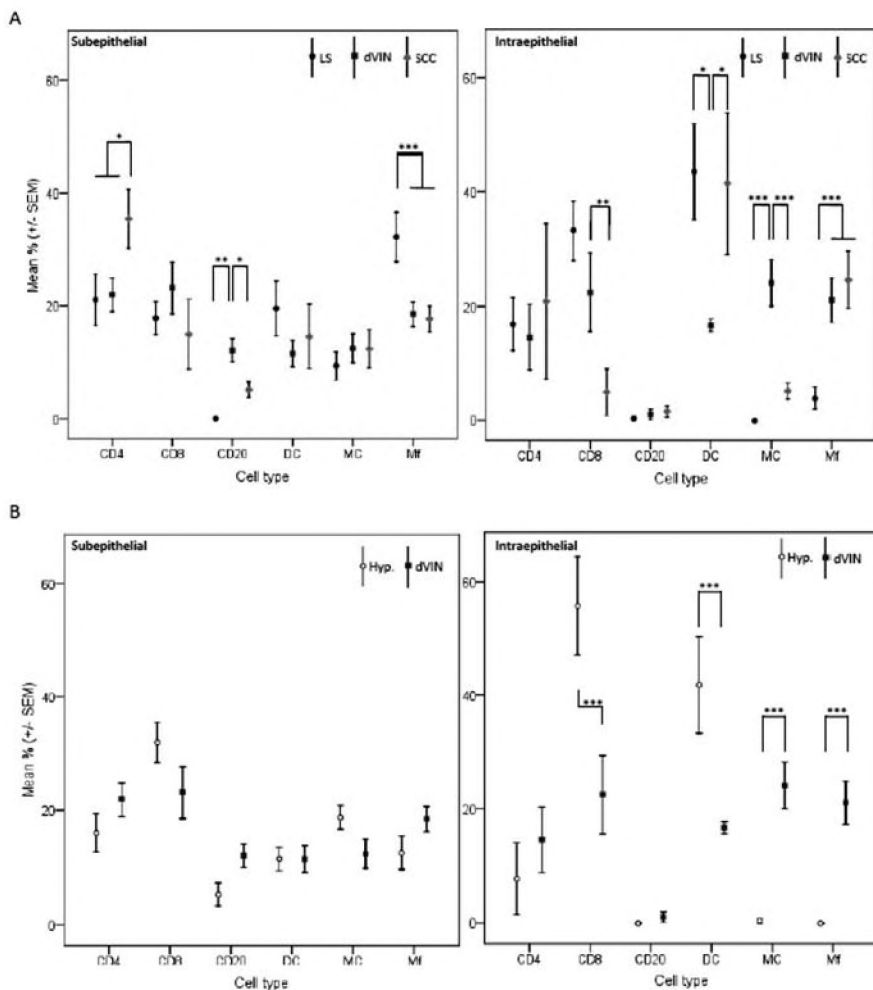 A
Subepithelial
LS dVIN SCC
Mean % (+/- SEM)
60
40
20
0
*
** *
***
CD4 CD8 CD20 DC MC Mf
Cell type
Intraepithelial
LS dVIN SCC
60
40
20
0
**
* *
*** ***
***
CD4 CD8 CD20 DC MC Mf
Cell type
B
Subepithelial
Hyp. dVIN
Mean % (+/- SEM)
60
40
20
0
CD4 CD8 CD20 DC MC Mf
Cell type
Intraepithelial
Hyp. dVIN
60
40
20
0
***
***
*** ***
CD4 CD8 CD20 DC MC Mf
Cell type